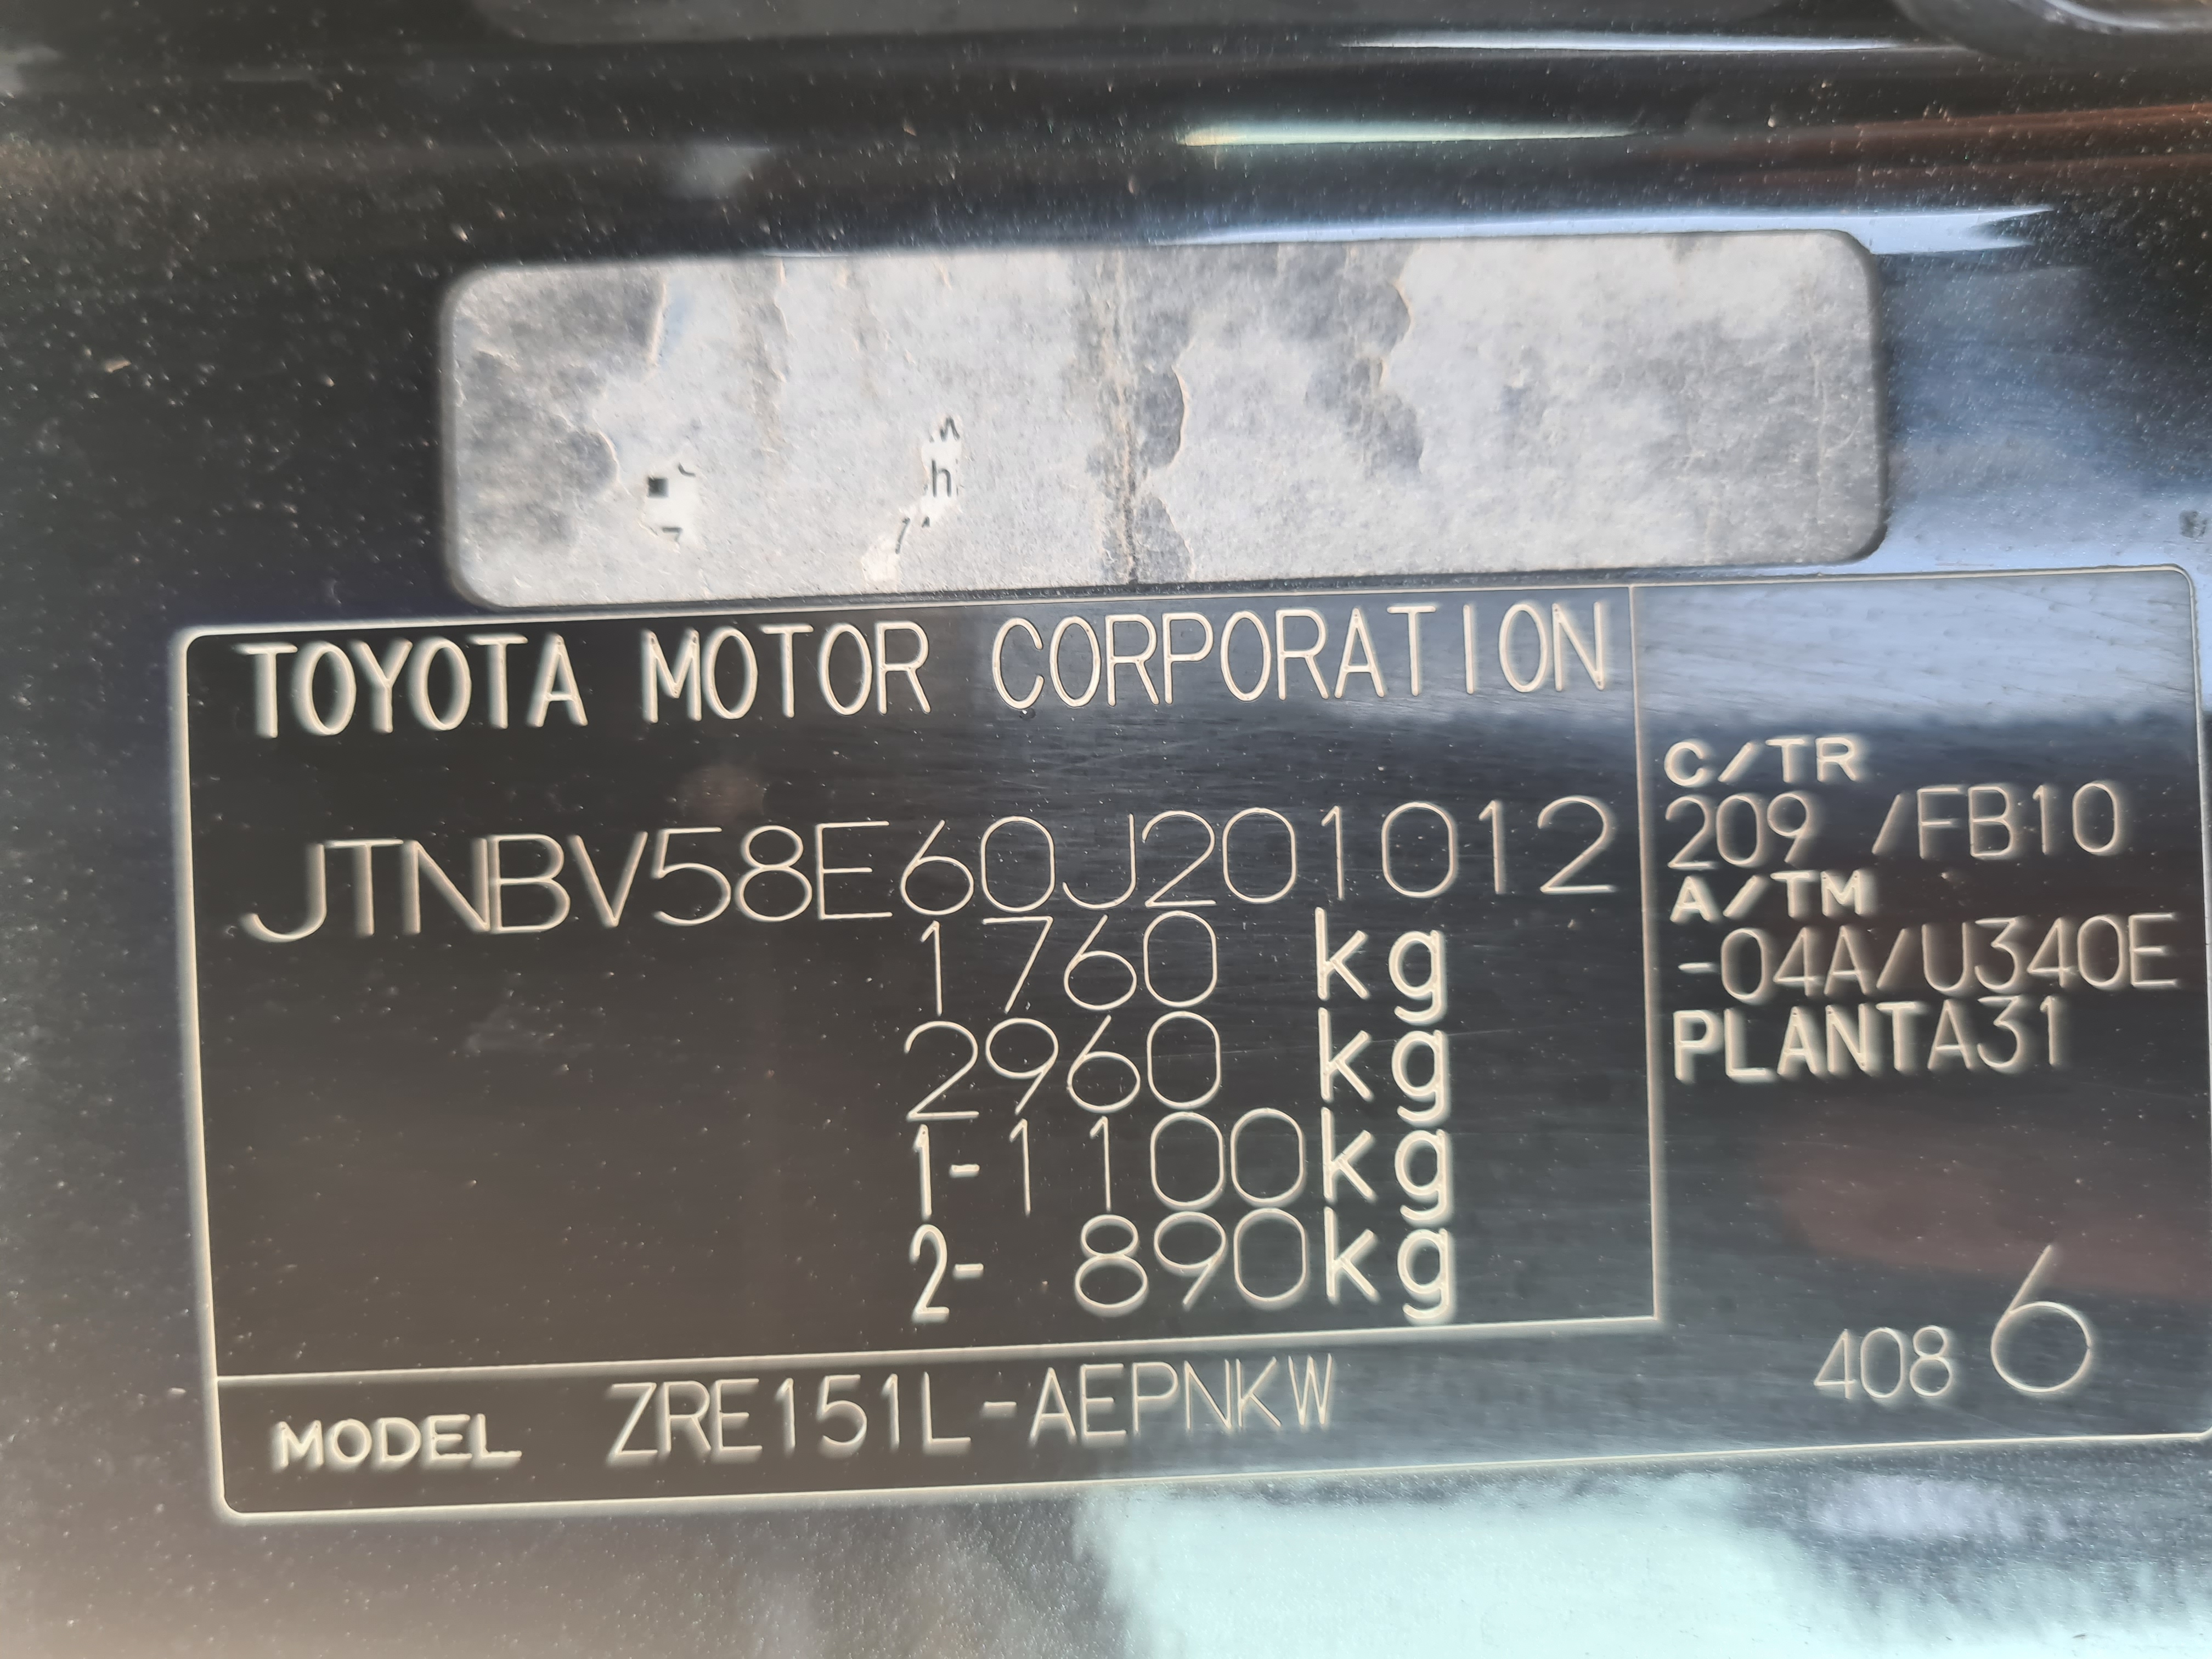 TOYOTA MOTOR CORPORATION
JTNBV58E60J201012
1760 kg
2960 kg
1-1100kg
2- 890kg
C/TR
209 /FB10
A/TM
-04A/U340E
PLANTA31
408 6
MODEL ZRE151L-AEPNKW